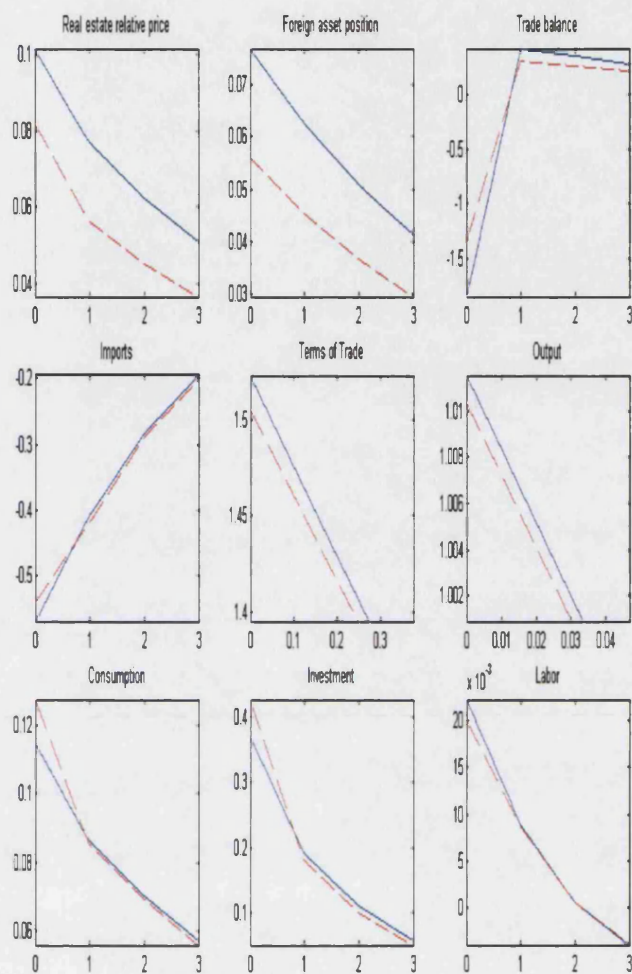 Real estate relative price
0.1
0.08
0.06
0.04
0 1 2 3
Foreign asset position
0.07
0.06
0.05
0.04
0.03
0 1 2 3
Trade balance
0
-0.5
-1
-1.5
0 1 2 3
Imports
-0.2
-0.3
-0.4
-0.5
0 1 2 3
Terms of Trade
1.5
1.45
1.4
0 0.1 0.2 0.3
Output
1.01
1.008
1.006
1.004
1.002
0 0.01 0.02 0.03 0.04
Consumption
0.12
0.1
0.08
0.06
0 1 2 3
Investment
0.4
0.3
0.2
0.1
0 1 2 3
Labor
x 10^-3
20
15
10
5
0
0 1 2 3